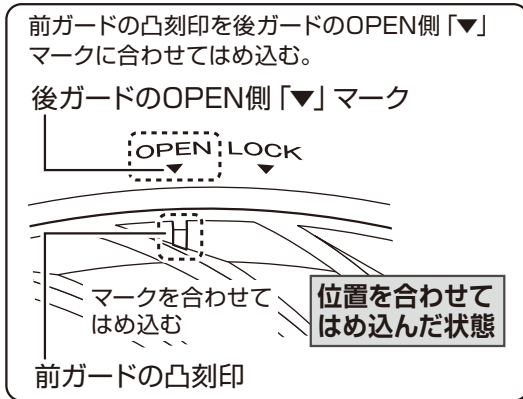 前ガードの凸刻印を後ガードのOPEN側「▼」
マークに合わせてはめ込む。
後ガードのOPEN側「▼」マーク
OPEN LOCK
▼ ▼
マークを合わせて
はめ込む
位置を合わせて
はめ込んだ状態
前ガードの凸刻印